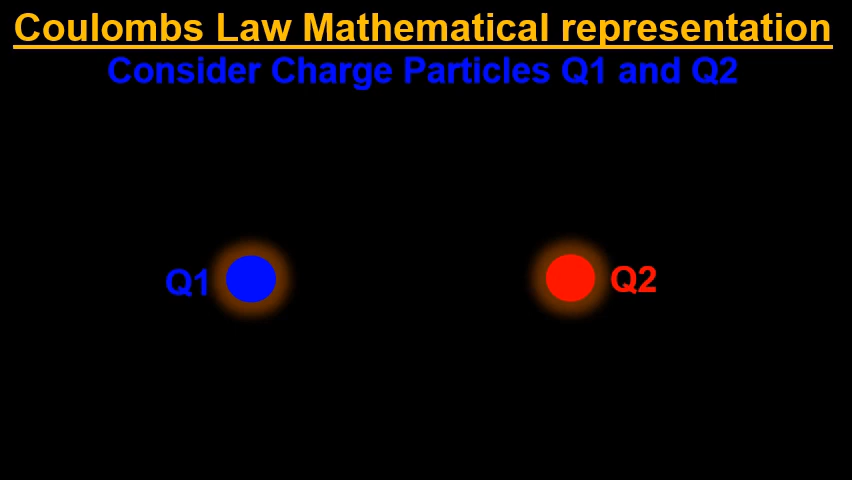 Coulombs Law Mathematical representation
Consider Charge Particles Q1 and Q2
Q1
Q2